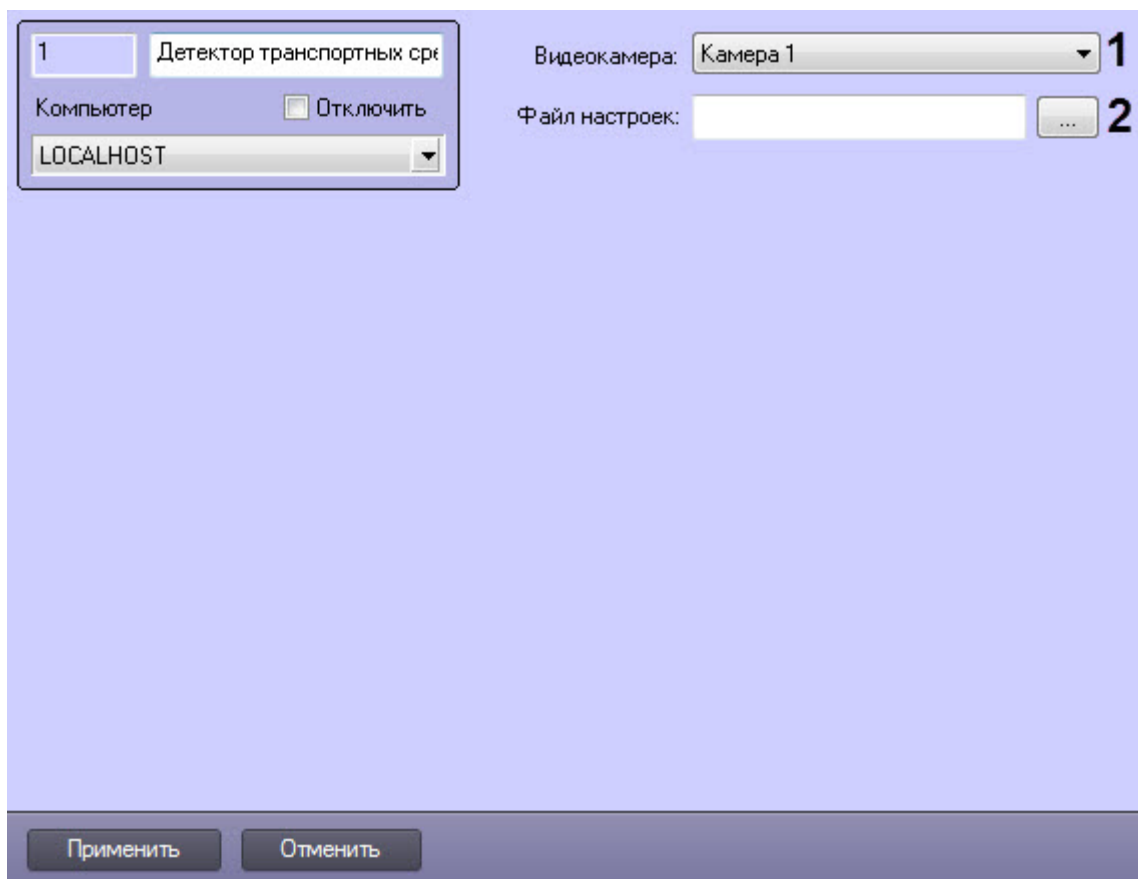 1
Детектор транспортных сре
Компьютер
Отключить
LOCALHOST
Видеокамера:
Камера 1
1
Файл настроек:
...
2
Применить
Отменить